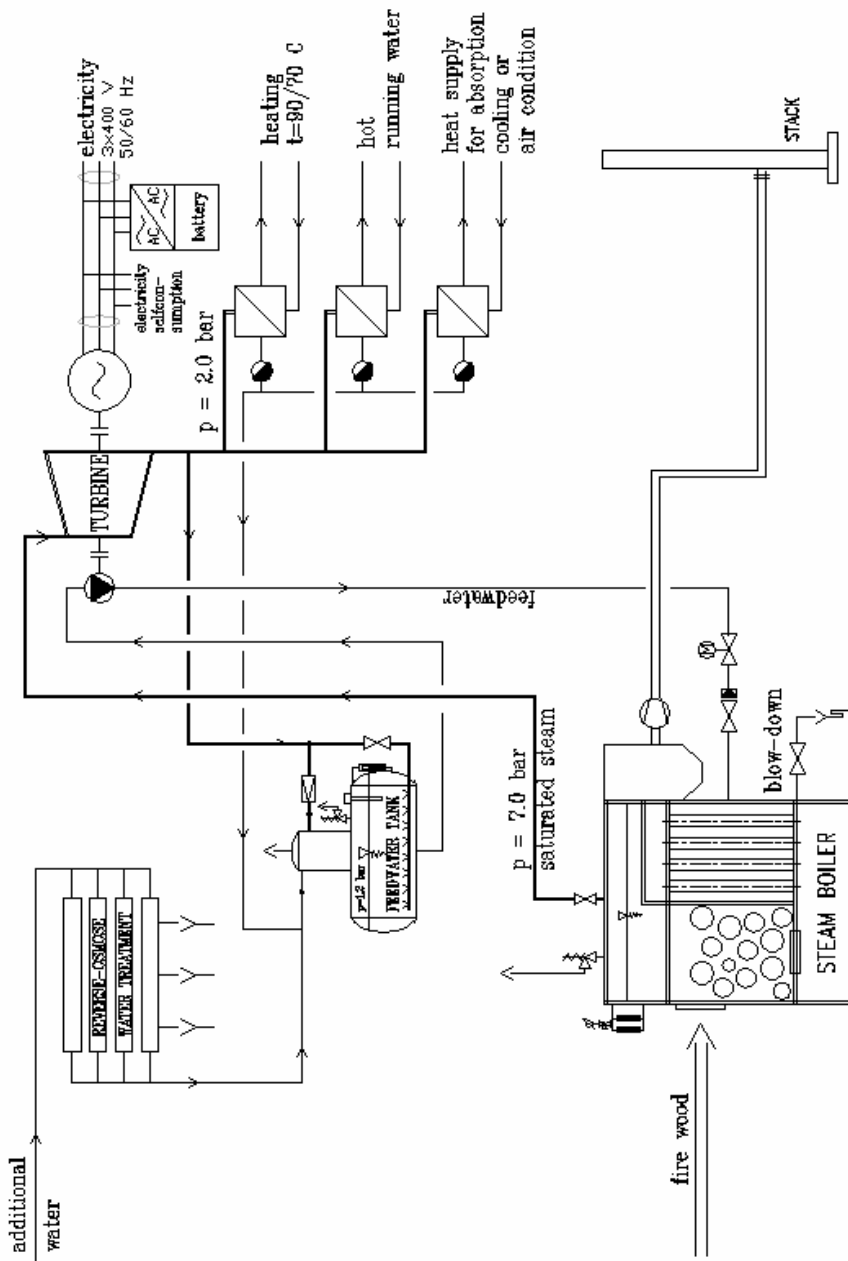 additional
water
REVERSE-OSMOSE
WATER TREATMENT
p=1.2 bar
FEEDWATER TANK
TURBINE
electricity
3×400 V
50/60 Hz
AC
AC
battery
electricity
selfcon-
sumption
p = 2.0 bar
heating
t=90/70 C
hot
running water
heat supply
for absorption
cooling or
air condition
feedwater
M
p = 7.0 bar
saturated steam
blow-down
STEAM BOILER
fire wood
STACK